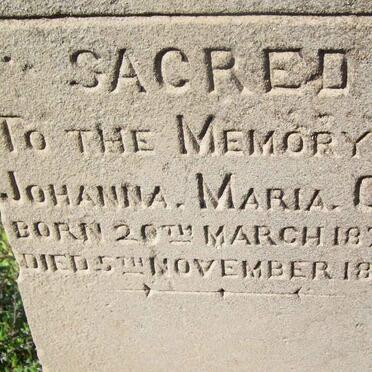 SACRED
TO THE MEMORY
JOHANNA. MARIA.
BORN 20TH MARCH
DIED 5TH NOVEMBER